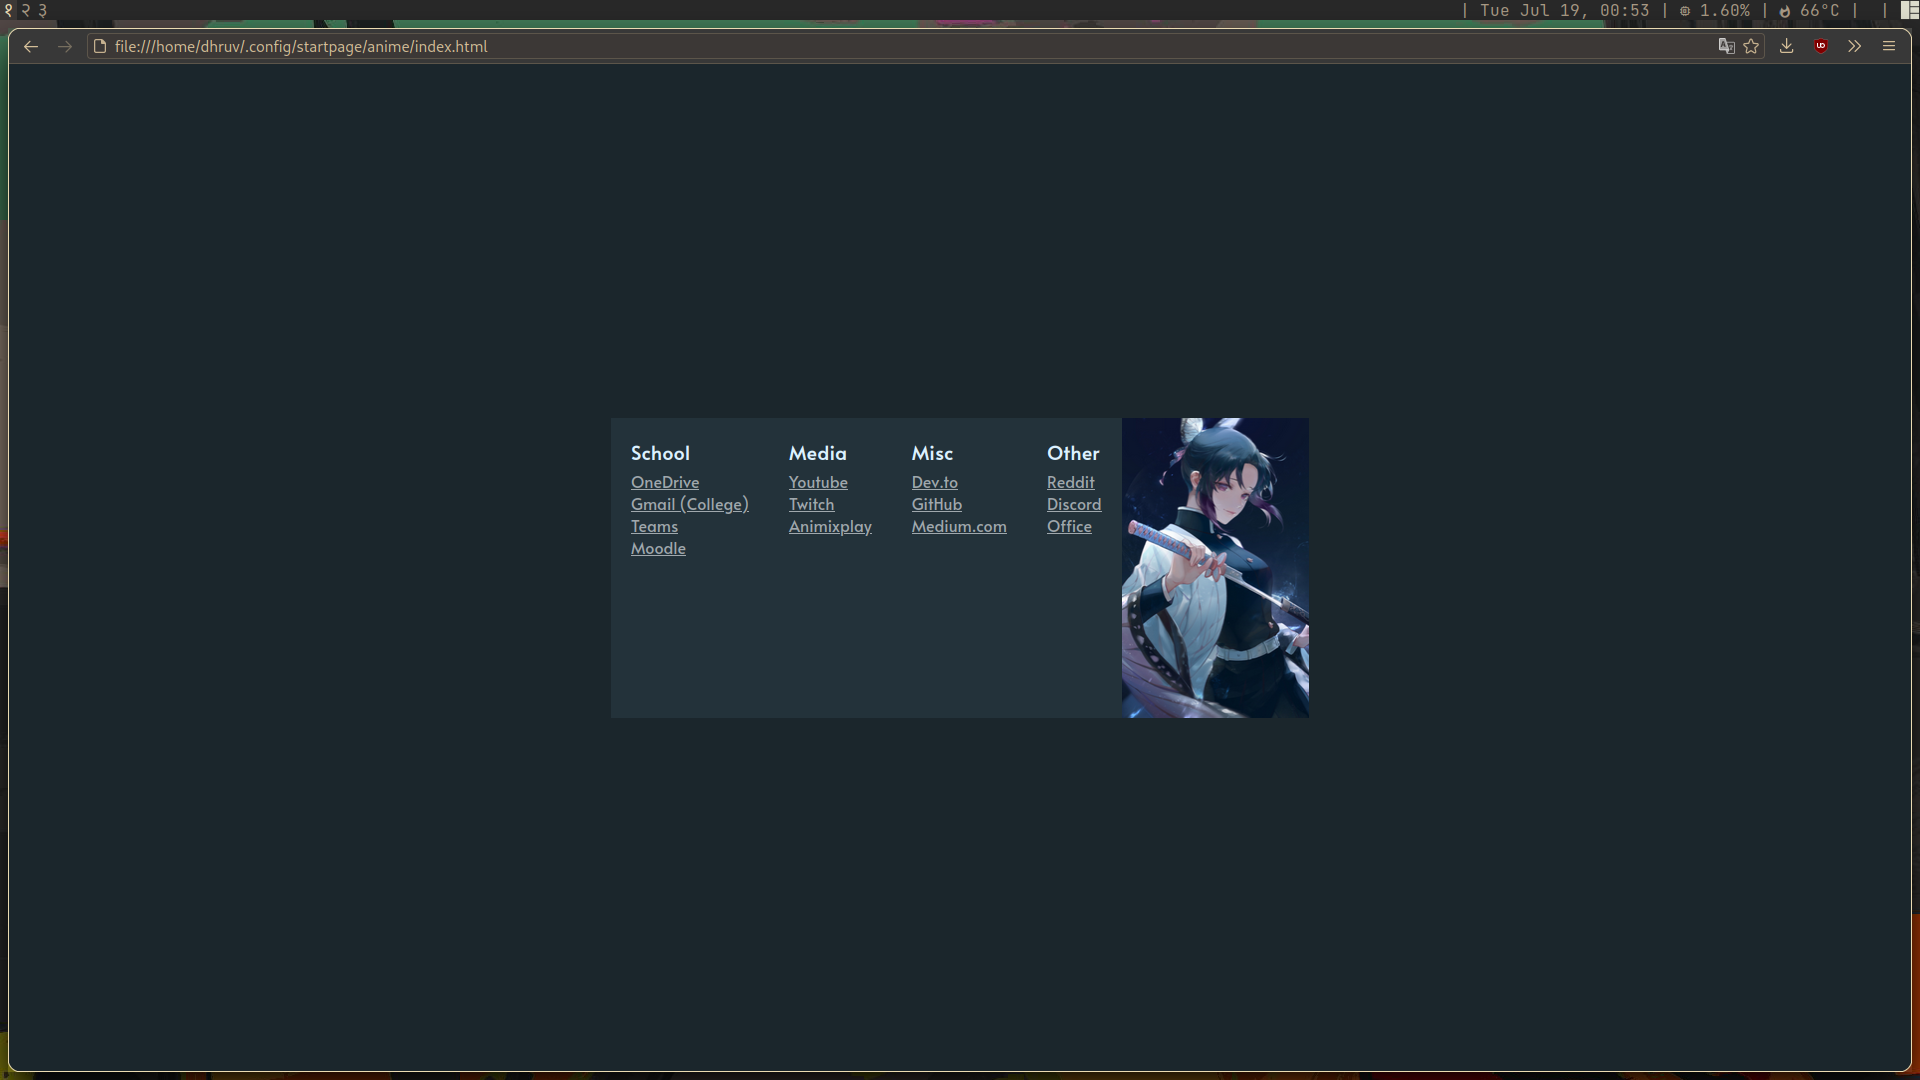 १ २ ३ | Tue Jul 19, 00:53 | 1.60% | 66°C | |
file:///home/dhruv/.config/startpage/anime/index.html
School
OneDrive
Gmail (College)
Teams
Moodle
Media
Youtube
Twitch
Animixplay
Misc
Dev.to
GitHub
Medium.com
Other
Reddit
Discord
Office